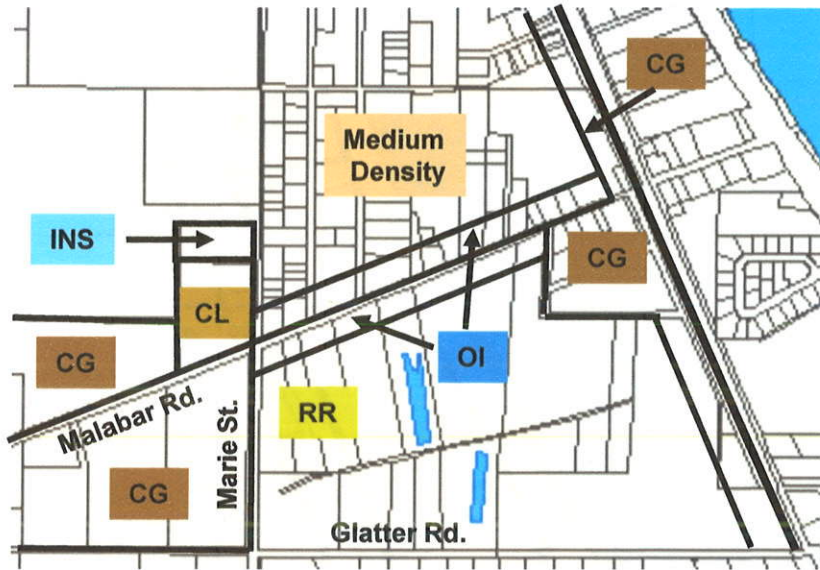 CG
Medium
Density
INS
CG
CL
OI
CG
RR
Malabar Rd.
Marie St.
CG
Glatter Rd.